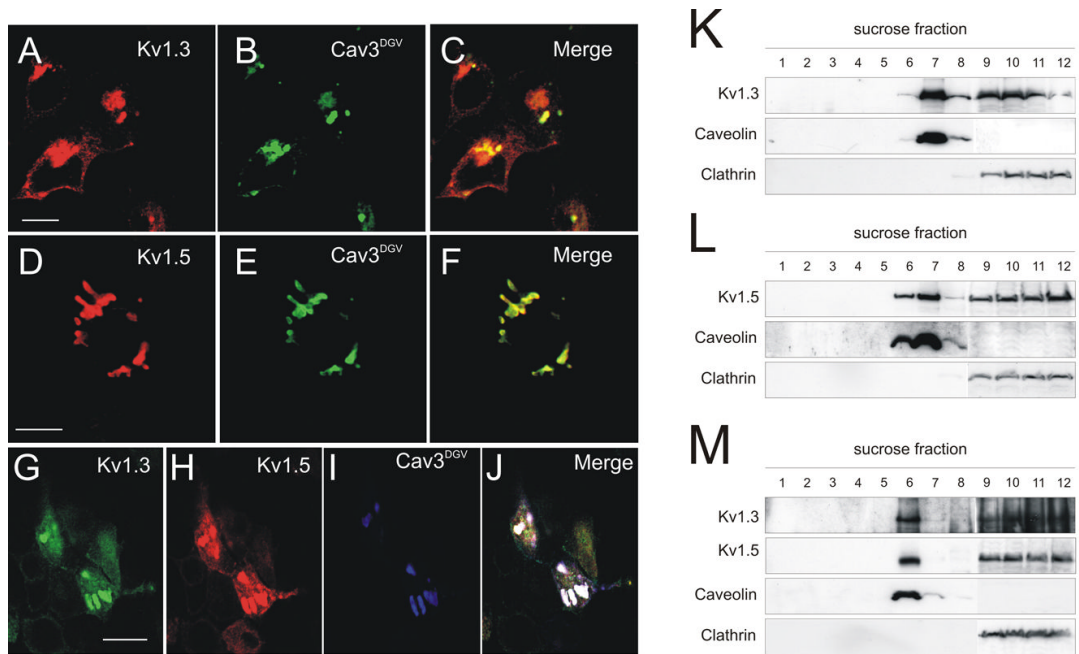 A Kv1.3
B Cav3DGV
C Merge
D Kv1.5
E Cav3DGV
F Merge
G Kv1.3
H Kv1.5
I Cav3DGV
J Merge
K
sucrose fraction
1 2 3 4 5 6 7 8 9 10 11 12
Kv1.3
Caveolin
Clathrin
L
sucrose fraction
1 2 3 4 5 6 7 8 9 10 11 12
Kv1.5
Caveolin
Clathrin
M
sucrose fraction
1 2 3 4 5 6 7 8 9 10 11 12
Kv1.3
Kv1.5
Caveolin
Clathrin